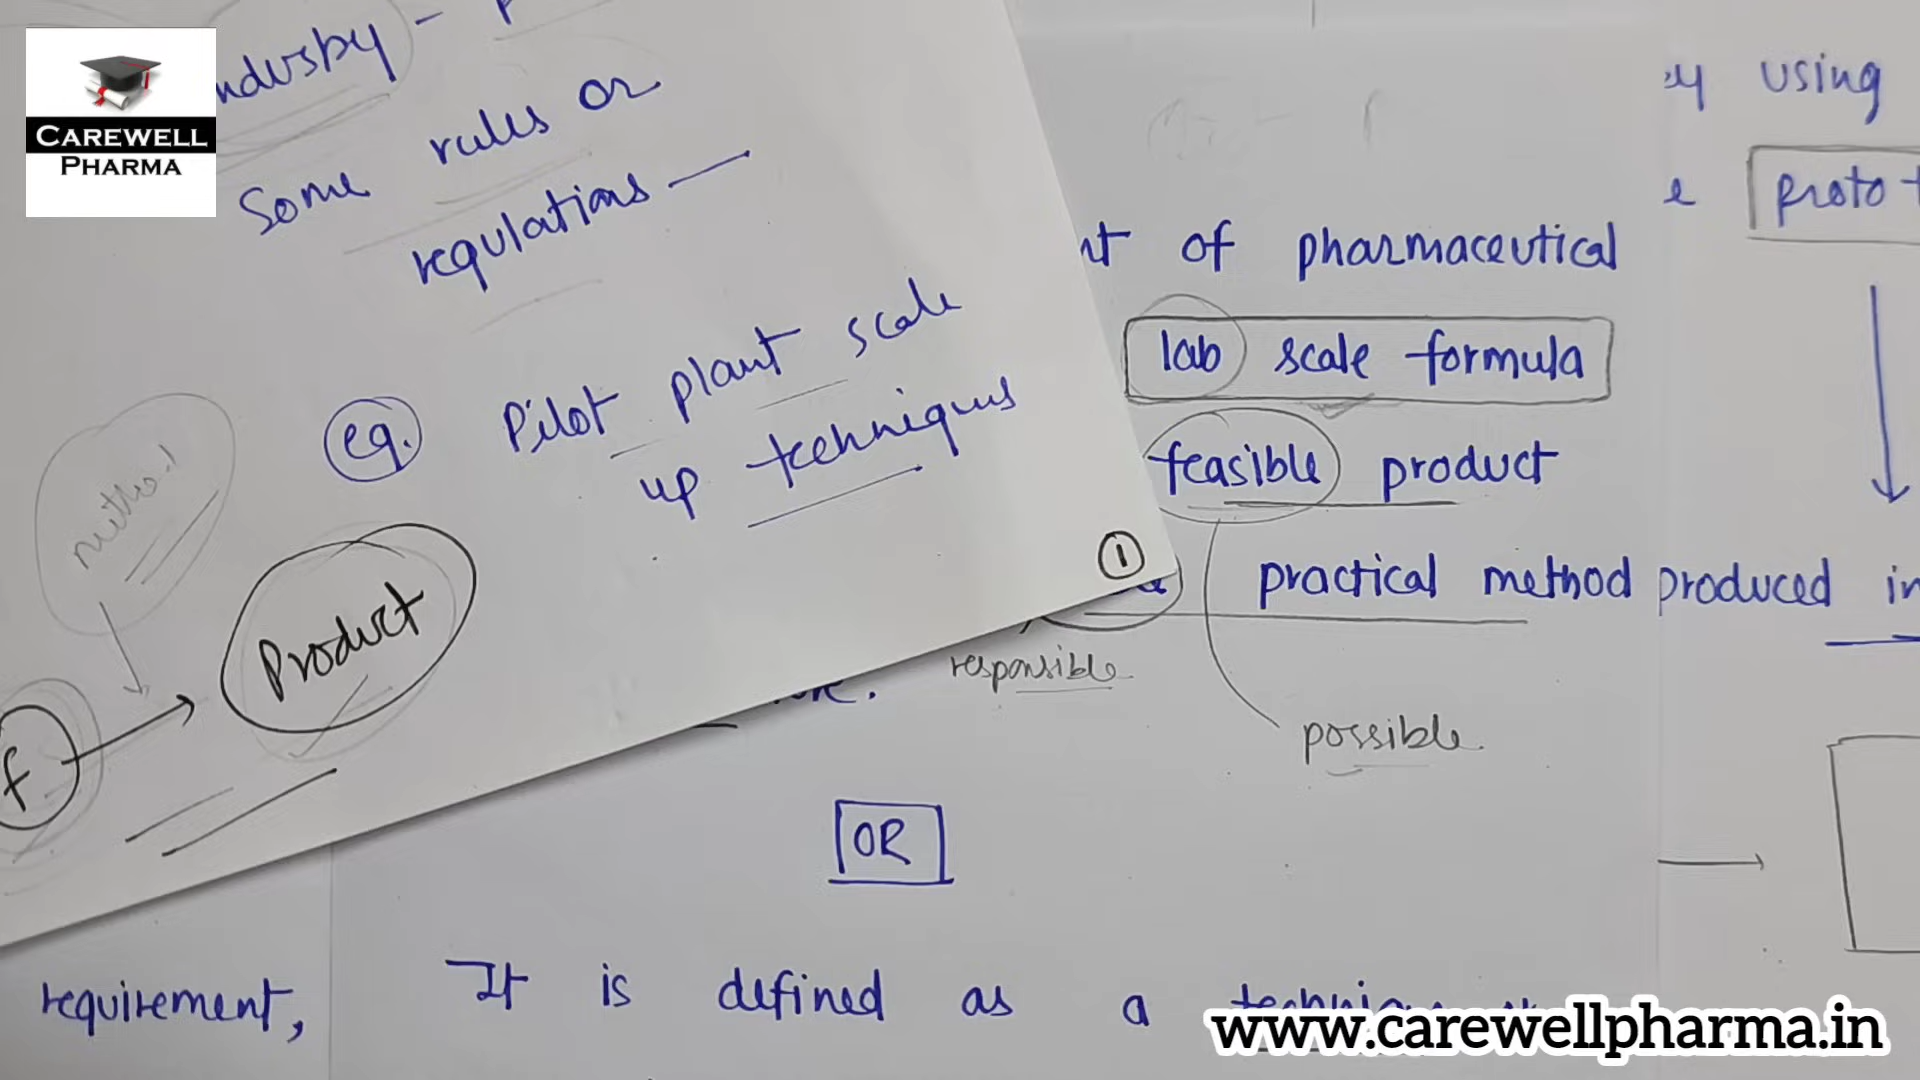 CAREWELL
PHARMA
Some rules or
regulations —
eg. Pilot plant scale
up techniques
method
f → Product
1
of pharmaceutical
lab scale formula
feasible product
practical method
responsible
possible
OR
It is defined as a
requirement,
using
proto
produced in
www.carewellpharma.in